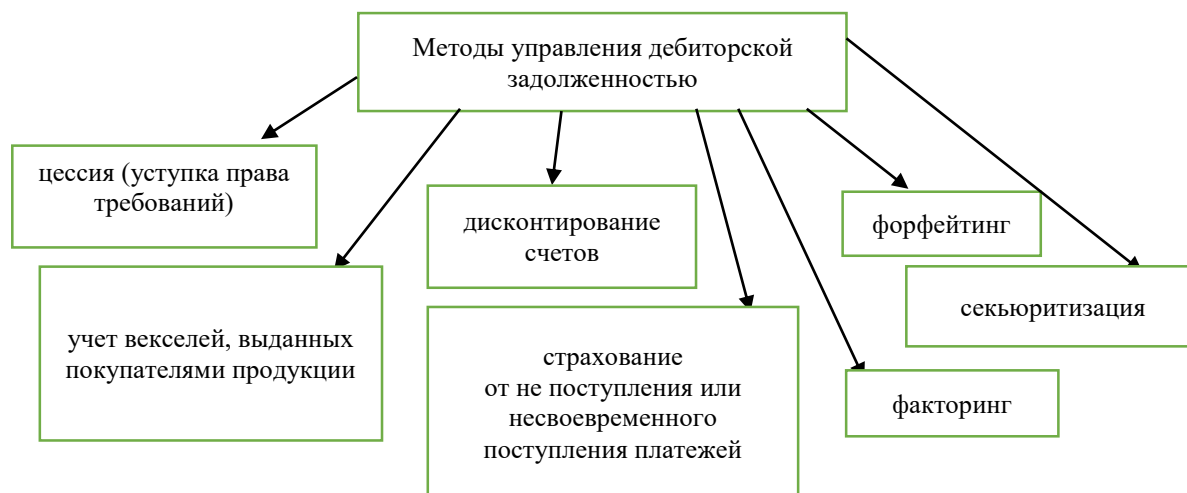 Методы управления дебиторской
задолженностью
цессия (уступка права
требований)
дисконтирование
счетов
форфейтинг
учет векселей, выданных
покупателями продукции
секьюритизация
страхование
от не поступления или
несвоевременного
поступления платежей
факторинг